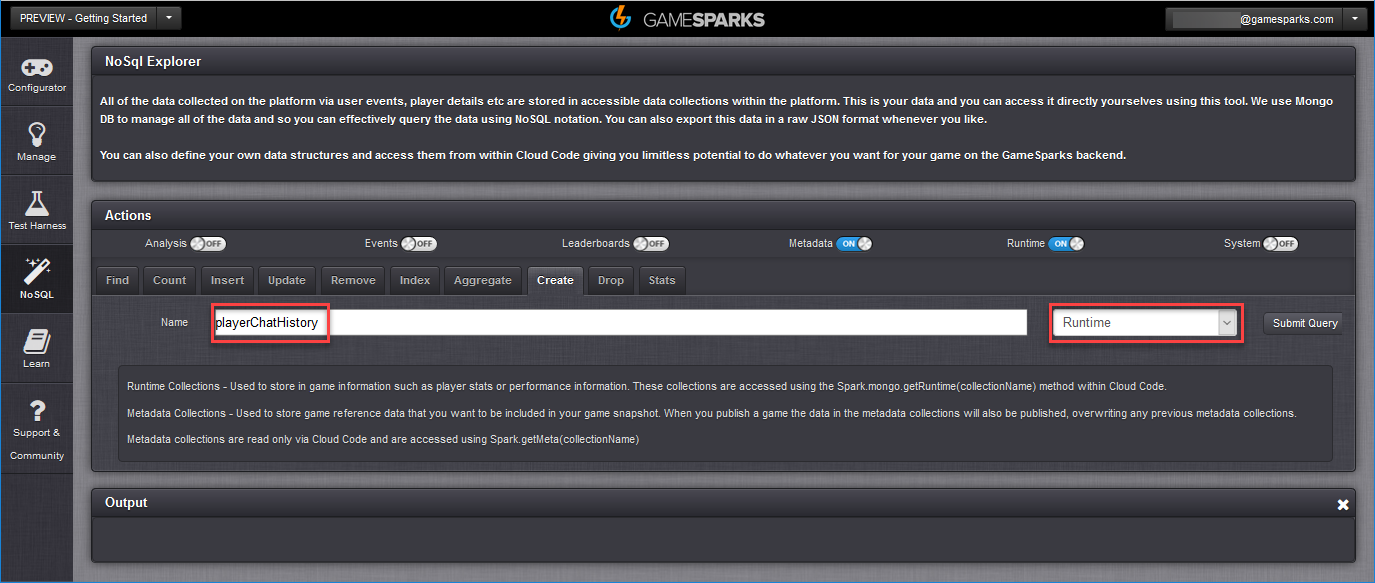 PREVIEW - Getting Started
GAMESPARKS
@gamesparks.com
Configurator
Manage
Test Harness
NoSQL
Learn
Support &
Community
NoSql Explorer
All of the data collected on the platform via user events, player details etc are stored in accessible data collections within the platform. This is your data and you can access it directly yourselves using this tool. We use Mongo
DB to manage all of the data and so you can effectively query the data using NoSQL notation. You can also export this data in a raw JSON format whenever you like.
You can also define your own data structures and access them from within Cloud Code giving you limitless potential to do whatever you want for your game on the GameSparks backend.
Actions
Analysis OFF Events OFF Leaderboards OFF Metadata ON Runtime ON System OFF
Find Count Insert Update Remove Index Aggregate Create Drop Stats
Name playerChatHistory Runtime Submit Query
Runtime Collections - Used to store in game information such as player stats or performance information. These collections are accessed using the Spark.mongo.getRuntime(collectionName) method within Cloud Code.
Metadata Collections - Used to store game reference data that you want to be included in your game snapshot. When you publish a game the data in the metadata collections will also be published, overwriting any previous metadata collections.
Metadata collections are read only via Cloud Code and are accessed using Spark.getMeta(collectionName)
Output